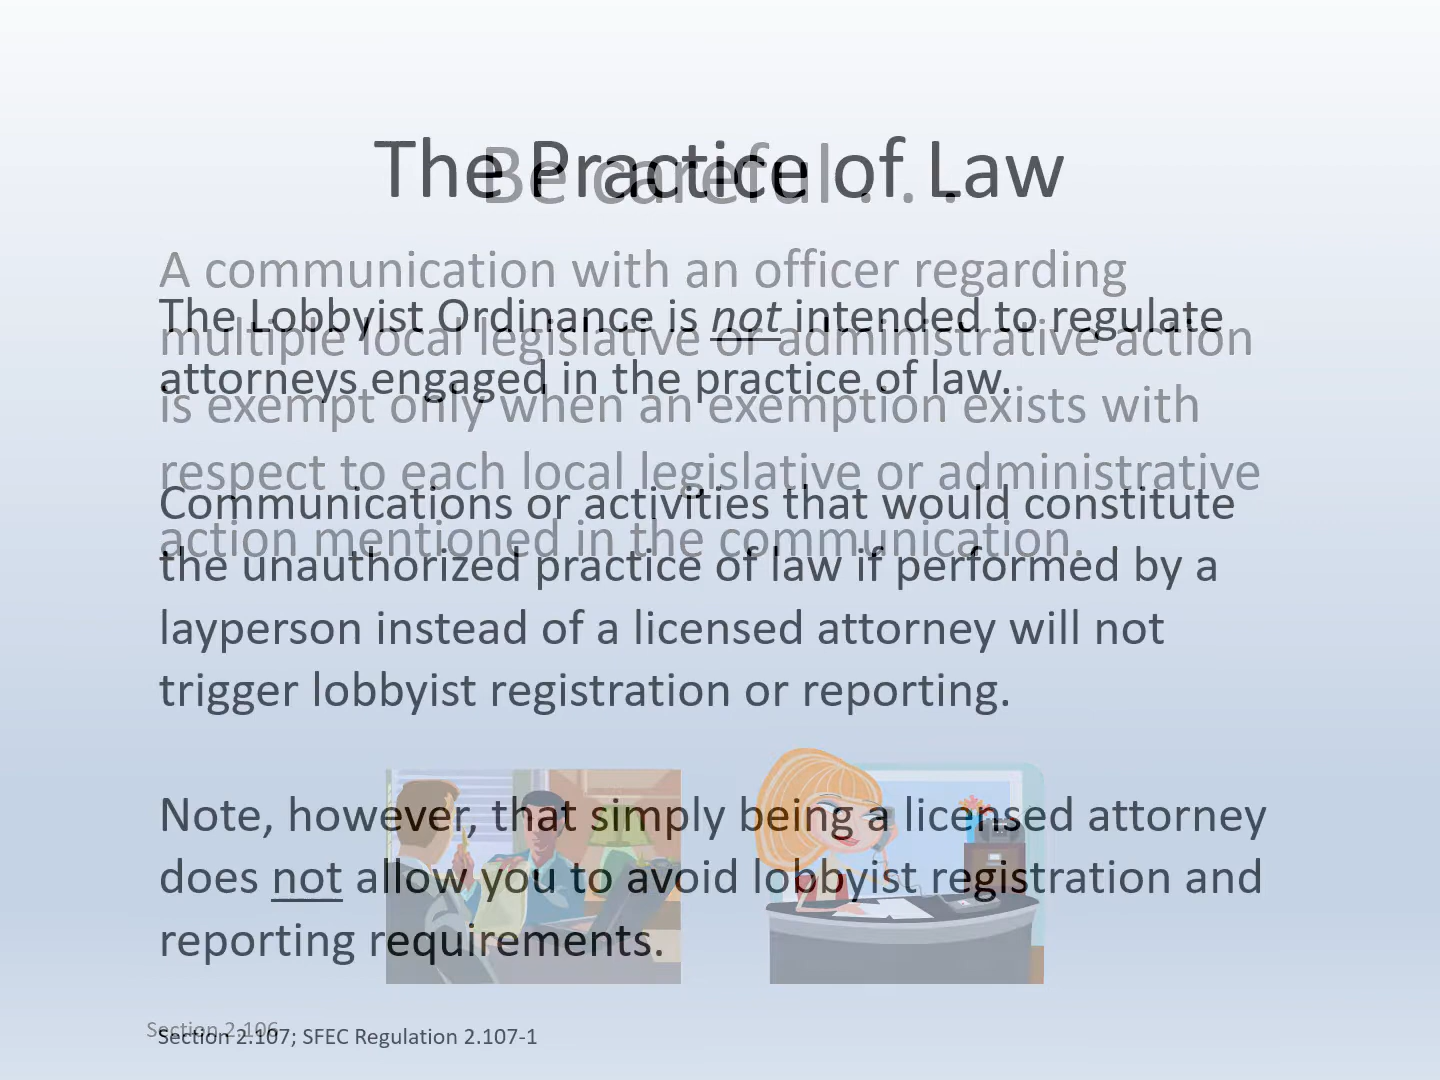 The Practice of Law
Be careful . . .
The Lobbyist Ordinance is not intended to regulate
attorneys engaged in the practice of law.
Communications or activities that would constitute
the unauthorized practice of law if performed by a
layperson instead of a licensed attorney will not
trigger lobbyist registration or reporting.
Note, however, that simply being a licensed attorney
does not allow you to avoid lobbyist registration and
reporting requirements.
Section 2.107; SFEC Regulation 2.107-1
A communication with an officer regarding
multiple local legislative or administrative action
is exempt only when an exemption exists with
respect to each local legislative or administrative
action mentioned in the communication.
Section 2.106